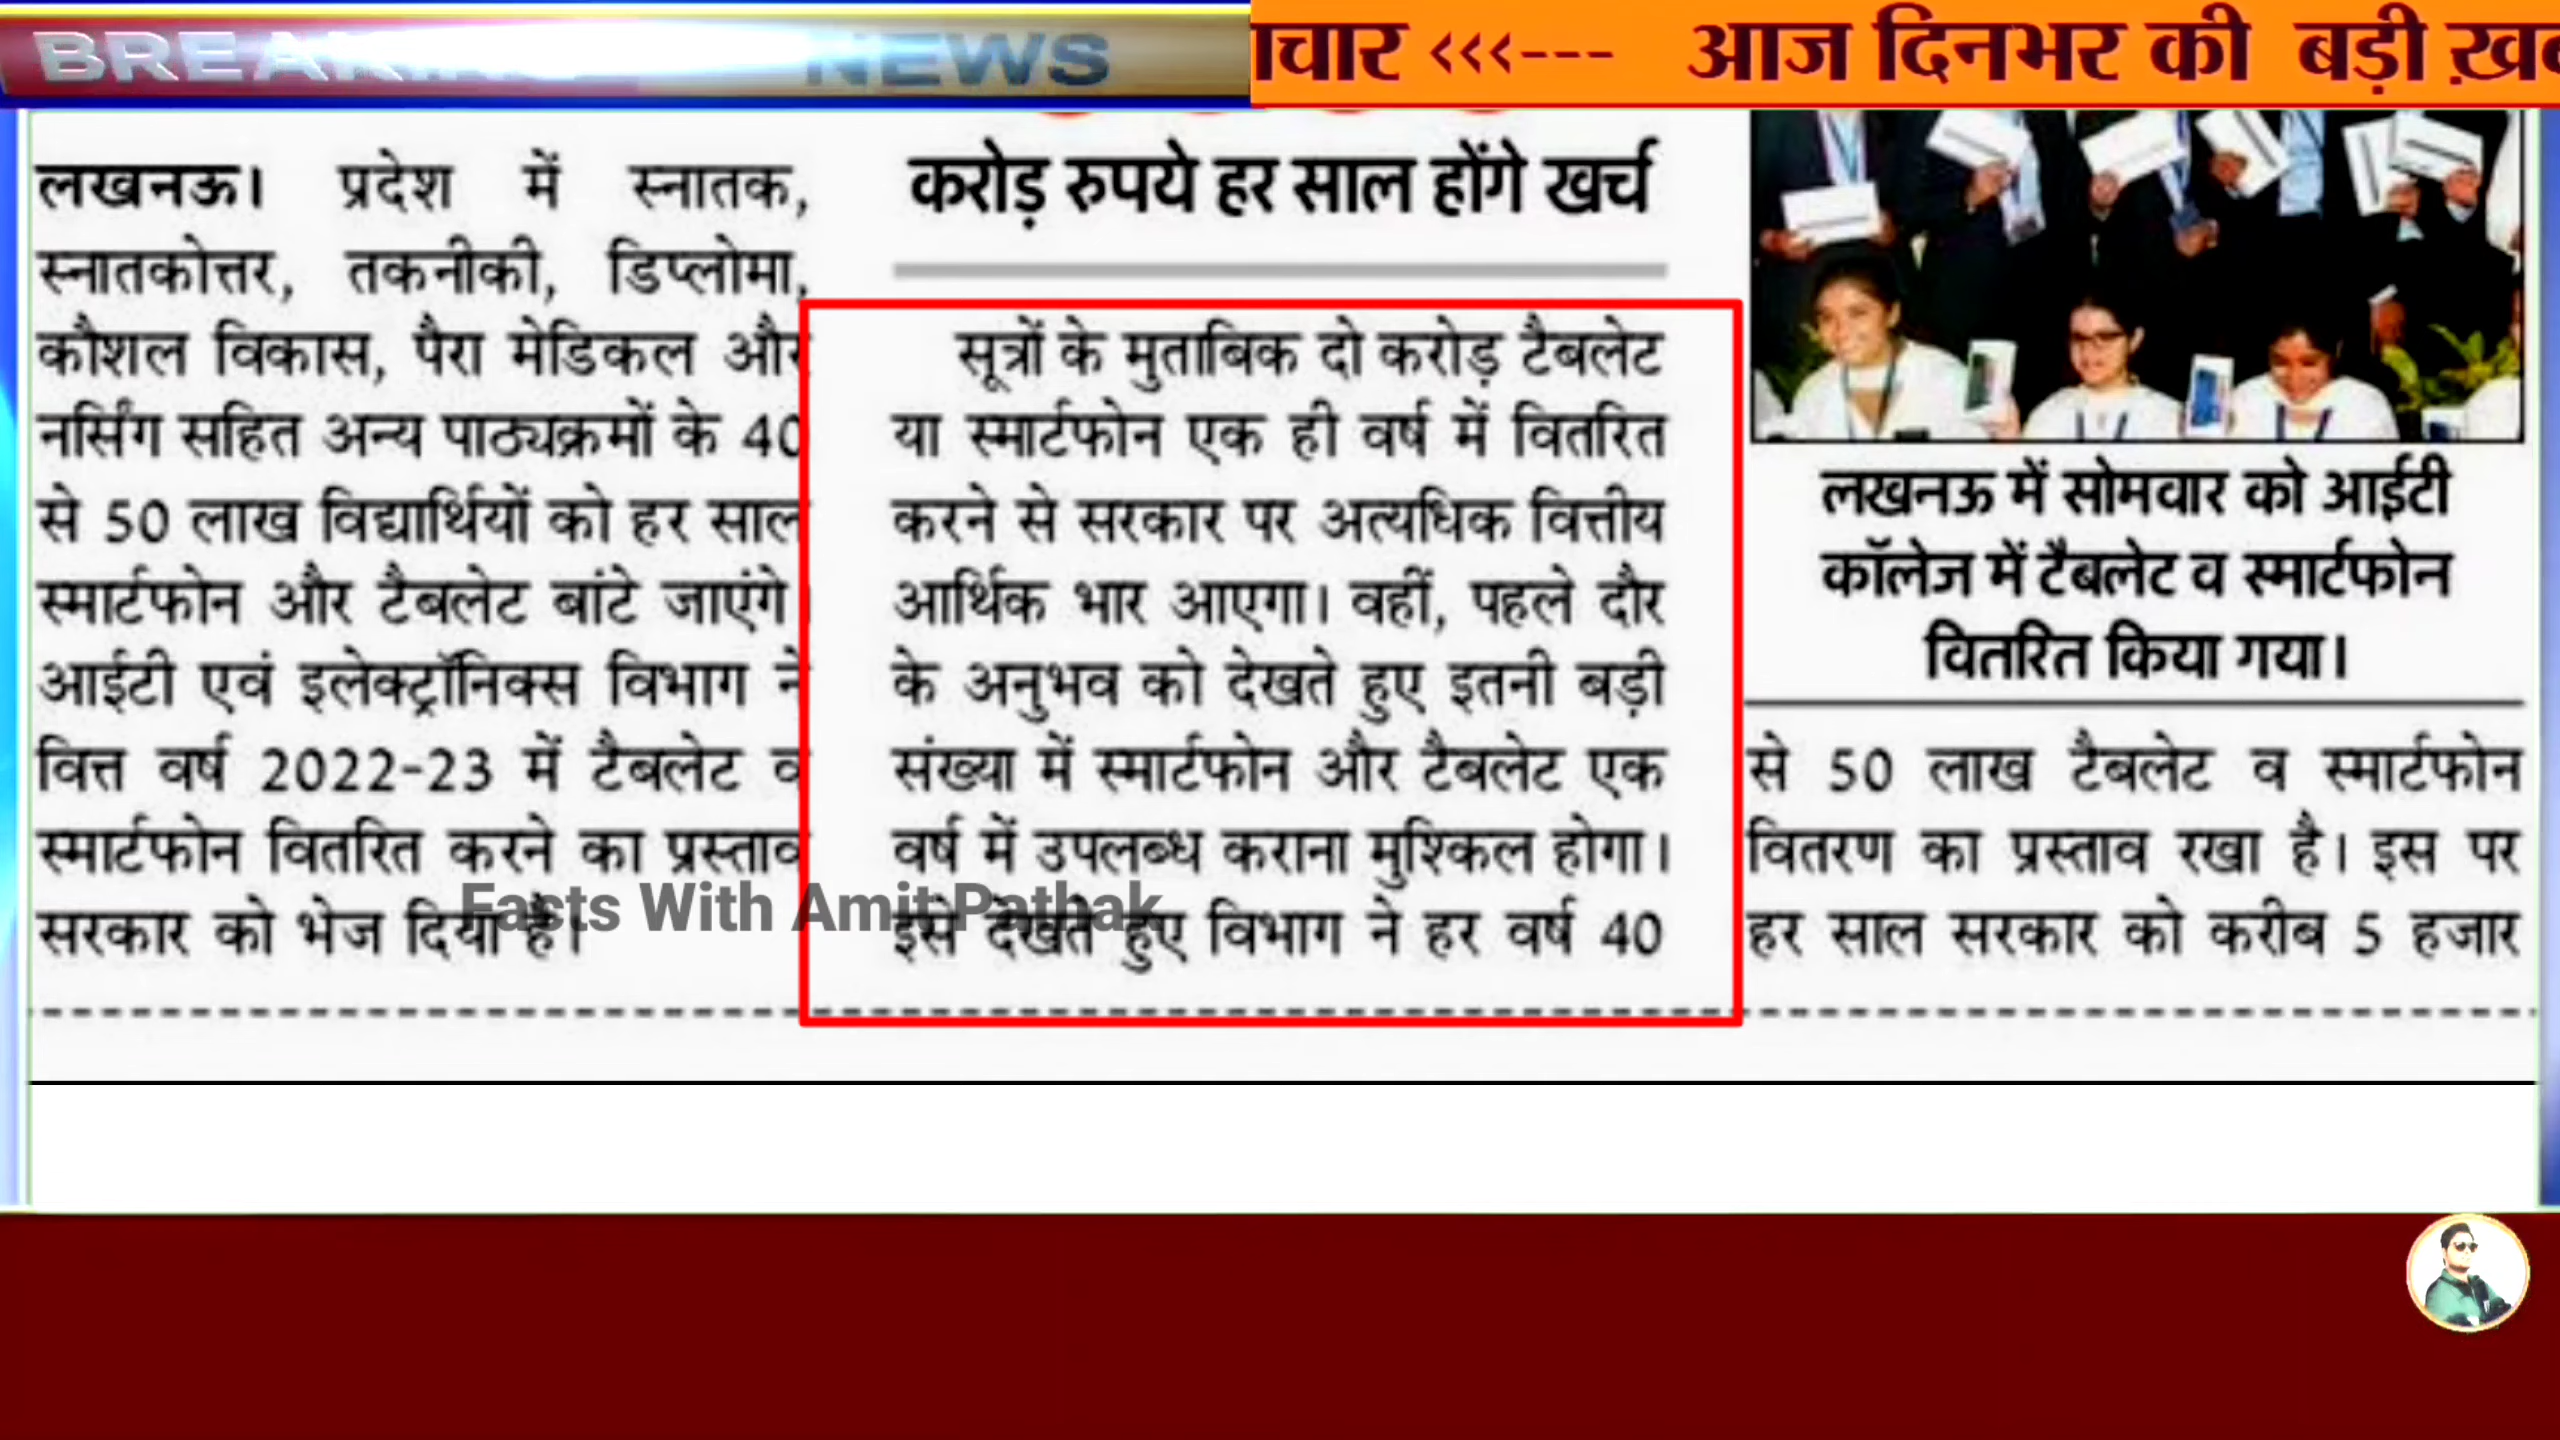 BREAKING NEWS
ाचार <<<--- आज दिनभर की बड़ी ख़ब
लखनऊ। प्रदेश में स्नातक,
स्नातकोत्तर, तकनीकी, डिप्लोमा,
कौशल विकास, पैरा मेडिकल और
नर्सिंग सहित अन्य पाठ्यक्रमों के 40
से 50 लाख विद्यार्थियों को हर साल
स्मार्टफोन और टैबलेट बांटे जाएंगे।
आईटी एवं इलेक्ट्रॉनिक्स विभाग ने
वित्त वर्ष 2022-23 में टैबलेट व
स्मार्टफोन वितरित करने का प्रस्ताव
सरकार को भेज दिया है।
करोड़ रुपये हर साल होंगे खर्च
सूत्रों के मुताबिक दो करोड़ टैबलेट
या स्मार्टफोन एक ही वर्ष में वितरित
करने से सरकार पर अत्यधिक वित्तीय
आर्थिक भार आएगा। वहीं, पहले दौर
के अनुभव को देखते हुए इतनी बड़ी
संख्या में स्मार्टफोन और टैबलेट एक
वर्ष में उपलब्ध कराना मुश्किल होगा।
इसे देखते हुए विभाग ने हर वर्ष 40
लखनऊ में सोमवार को आईटी
कॉलेज में टैबलेट व स्मार्टफोन
वितरित किया गया।
से 50 लाख टैबलेट व स्मार्टफोन
वितरण का प्रस्ताव रखा है। इस पर
हर साल सरकार को करीब 5 हजार
Facts With Amit Pathak